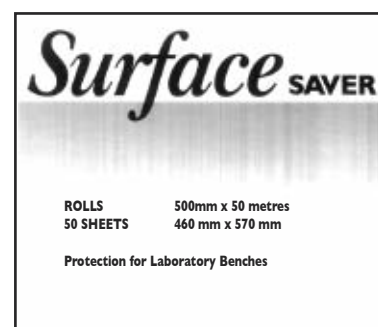 Surface SAVER
ROLLS 500mm x 50 metres
50 SHEETS 460 mm x 570 mm
Protection for Laboratory Benches